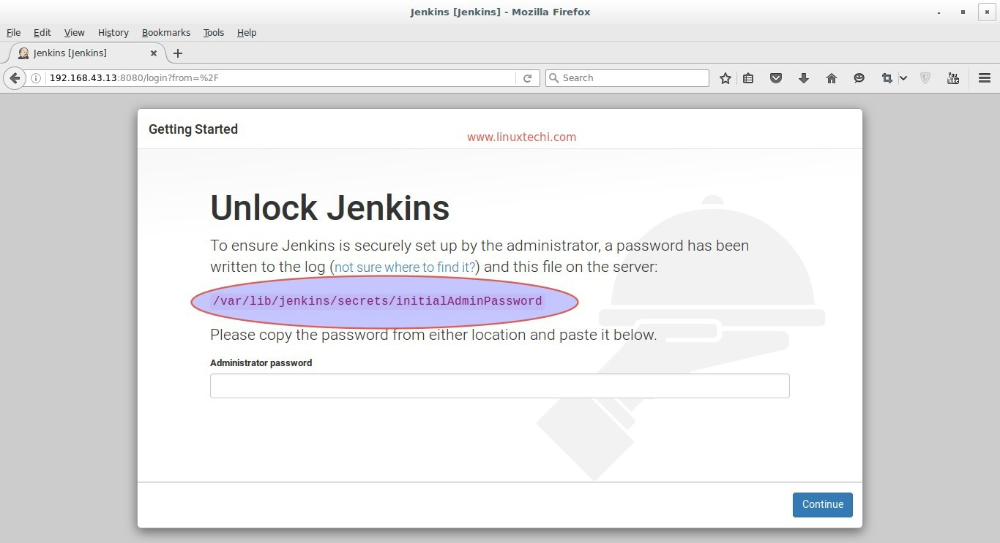 Jenkins [Jenkins] - Mozilla Firefox
File Edit View History Bookmarks Tools Help
Jenkins [Jenkins]
192.168.43.13:8080/login?from=%2F
Search
You Tube
Getting Started
www.linuxtechi.com
Unlock Jenkins
To ensure Jenkins is securely set up by the administrator, a password has been
written to the log (not sure where to find it?) and this file on the server:
/var/lib/jenkins/secrets/initialAdminPassword
Please copy the password from either location and paste it below.
Administrator password
Continue